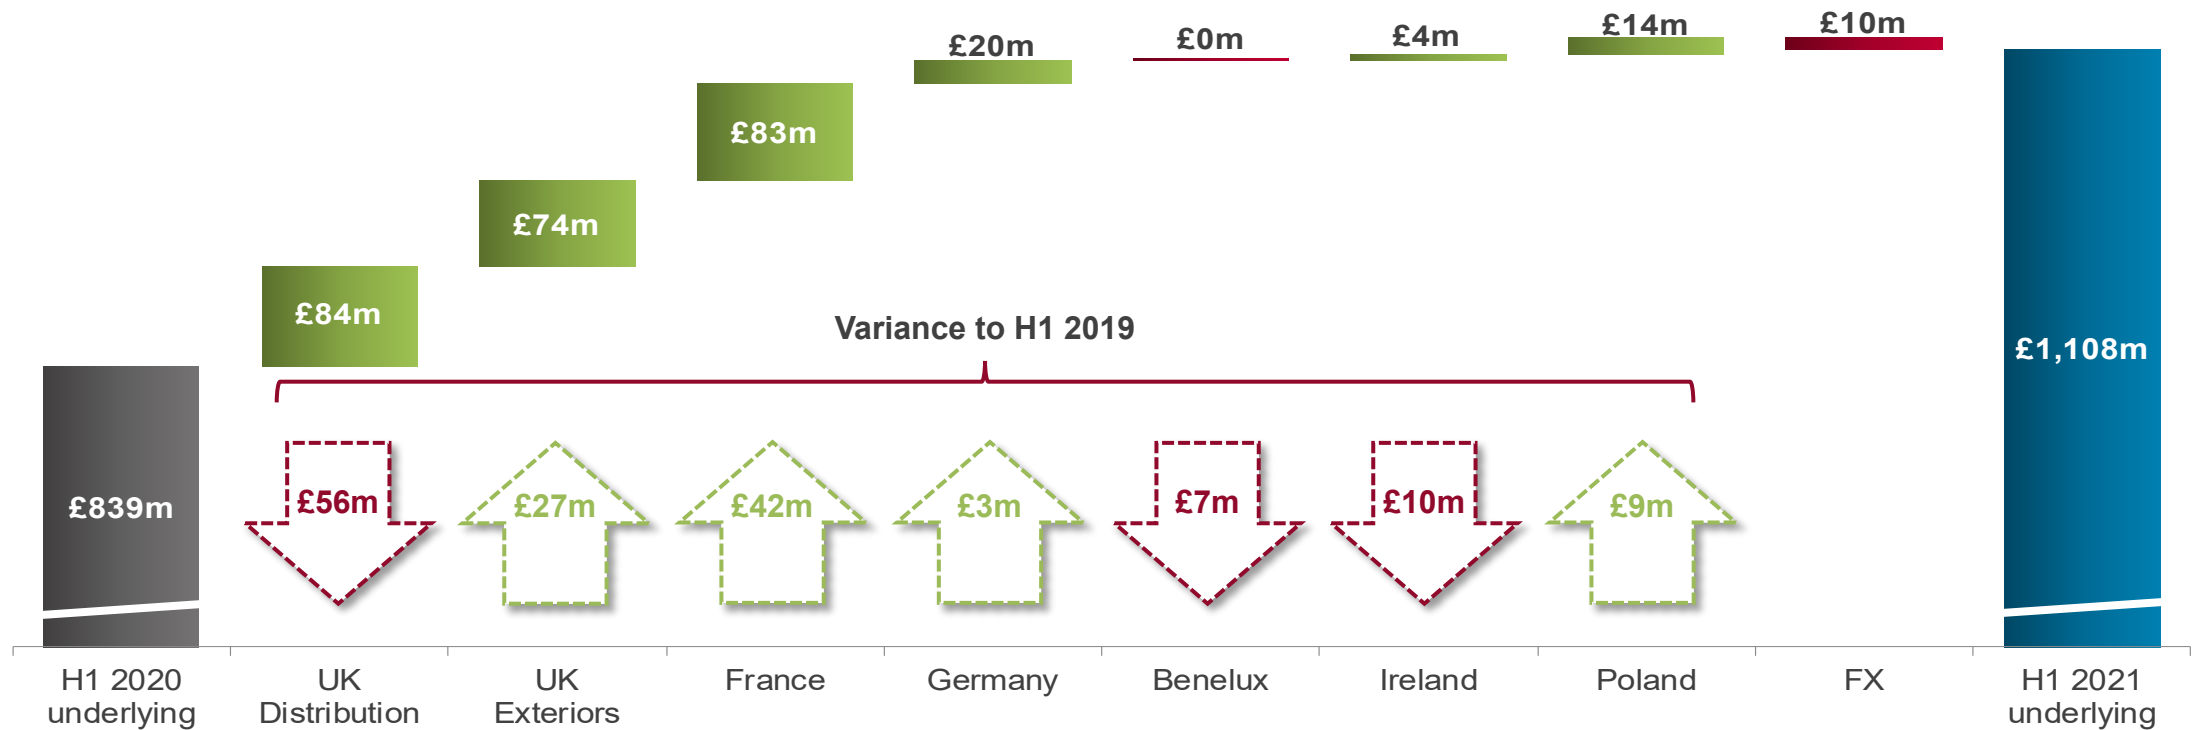 £20m
£0m
£4m
£14m
£10m
£83m
£74m
£84m
Variance to H1 2019
£1,108m
£839m
£56m
£27m
£42m
£3m
£7m
£10m
£9m
H1 2020
underlying
UK
Distribution
UK
Exteriors
France
Germany
Benelux
Ireland
Poland
FX
H1 2021
underlying